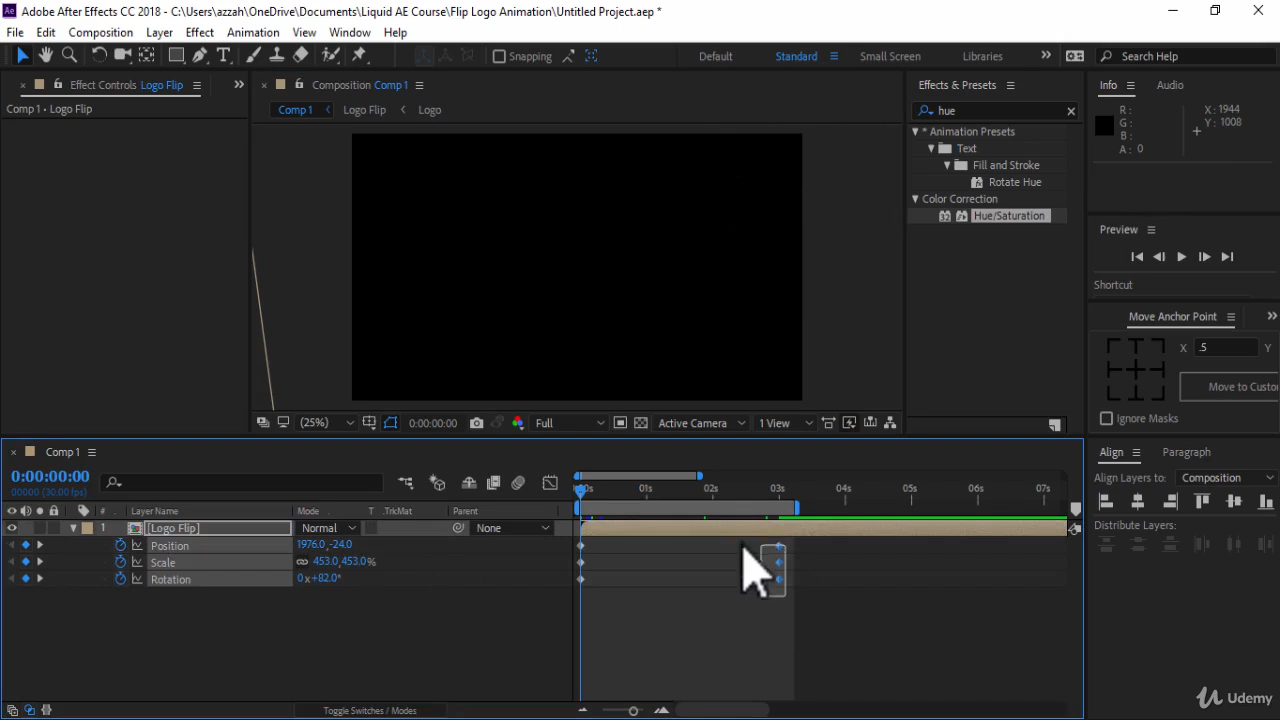 Adobe After Effects CC 2018 - C:\Users\azzah\OneDrive\Documents\Liquid AE Course\Flip Logo Animation\Untitled Project.aep *
File Edit Composition Layer Effect Animation View Window Help
Snapping Default Standard Small Screen Libraries Search Help
Effect Controls Logo Flip Composition Comp 1 Effects & Presets Info Audio
Comp 1 • Logo Flip Comp 1 Logo Flip Logo hue
R : X : 1944
G : Y : 1008
B :
A : 0
* Animation Presets
Text
Fill and Stroke
Rotate Hue
Color Correction
Hue/Saturation
Preview
Shortcut
Move Anchor Point
X .5 Y
Move to Custo
Ignore Masks
(25%) 0:00:00:00 Full Active Camera 1 View
Comp 1
Align Paragraph
0:00:00:00
00000 (30.00 fps)
Align Layers to: Composition
01s 02s 03s 04s 05s 06s 07s
# Layer Name Mode T .TrkMat Parent
1 [Logo Flip] Normal None
Distribute Layers:
Position 1976.0,-24.0
Scale 453.0,453.0%
Rotation 0x+82.0°
Toggle Switches / Modes
Udemy